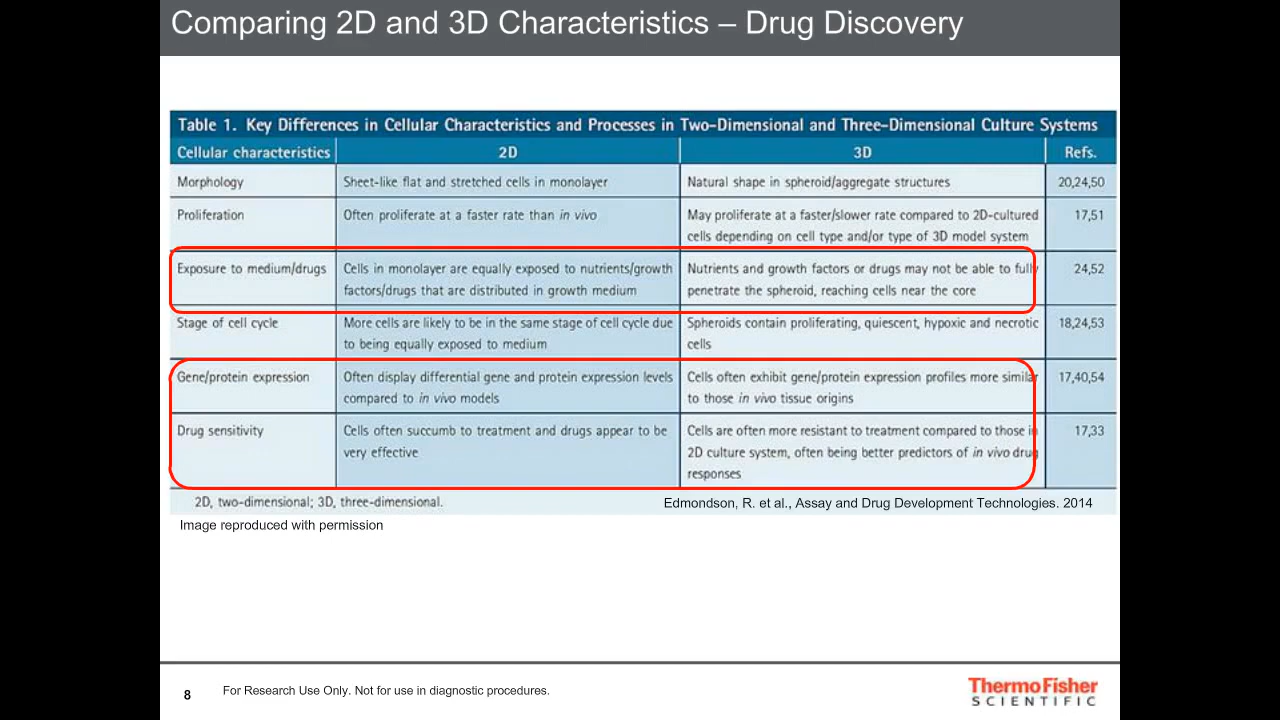 Comparing 2D and 3D Characteristics – Drug Discovery
Table 1. Key Differences in Cellular Characteristics and Processes in Two-Dimensional and Three-Dimensional Culture Systems
Cellular characteristics 2D 3D Refs.
Morphology Sheet-like flat and stretched cells in monolayer Natural shape in spheroid/aggregate structures 20,24,50
Proliferation Often proliferate at a faster rate than in vivo May proliferate at a faster/slower rate compared to 2D-cultured 17,51
cells depending on cell type and/or type of 3D model system
Exposure to medium/drugs Cells in monolayer are equally exposed to nutrients/growth Nutrients and growth factors or drugs may not be able to fully 24,52
factors/drugs that are distributed in growth medium penetrate the spheroid, reaching cells near the core
Stage of cell cycle More cells are likely to be in the same stage of cell cycle due Spheroids contain proliferating, quiescent, hypoxic and necrotic 18,24,53
to being equally exposed to medium cells
Gene/protein expression Often display differential gene and protein expression levels Cells often exhibit gene/protein expression profiles more similar 17,40,54
compared to in vivo models to those in vivo tissue origins
Drug sensitivity Cells often succumb to treatment and drugs appear to be Cells are often more resistant to treatment compared to those in 17,33
very effective 2D culture system, often being better predictors of in vivo drug
responses
2D, two-dimensional; 3D, three-dimensional. Edmondson, R. et al., Assay and Drug Development Technologies. 2014
Image reproduced with permission
8 For Research Use Only. Not for use in diagnostic procedures.
ThermoFisher
SCIENTIFIC